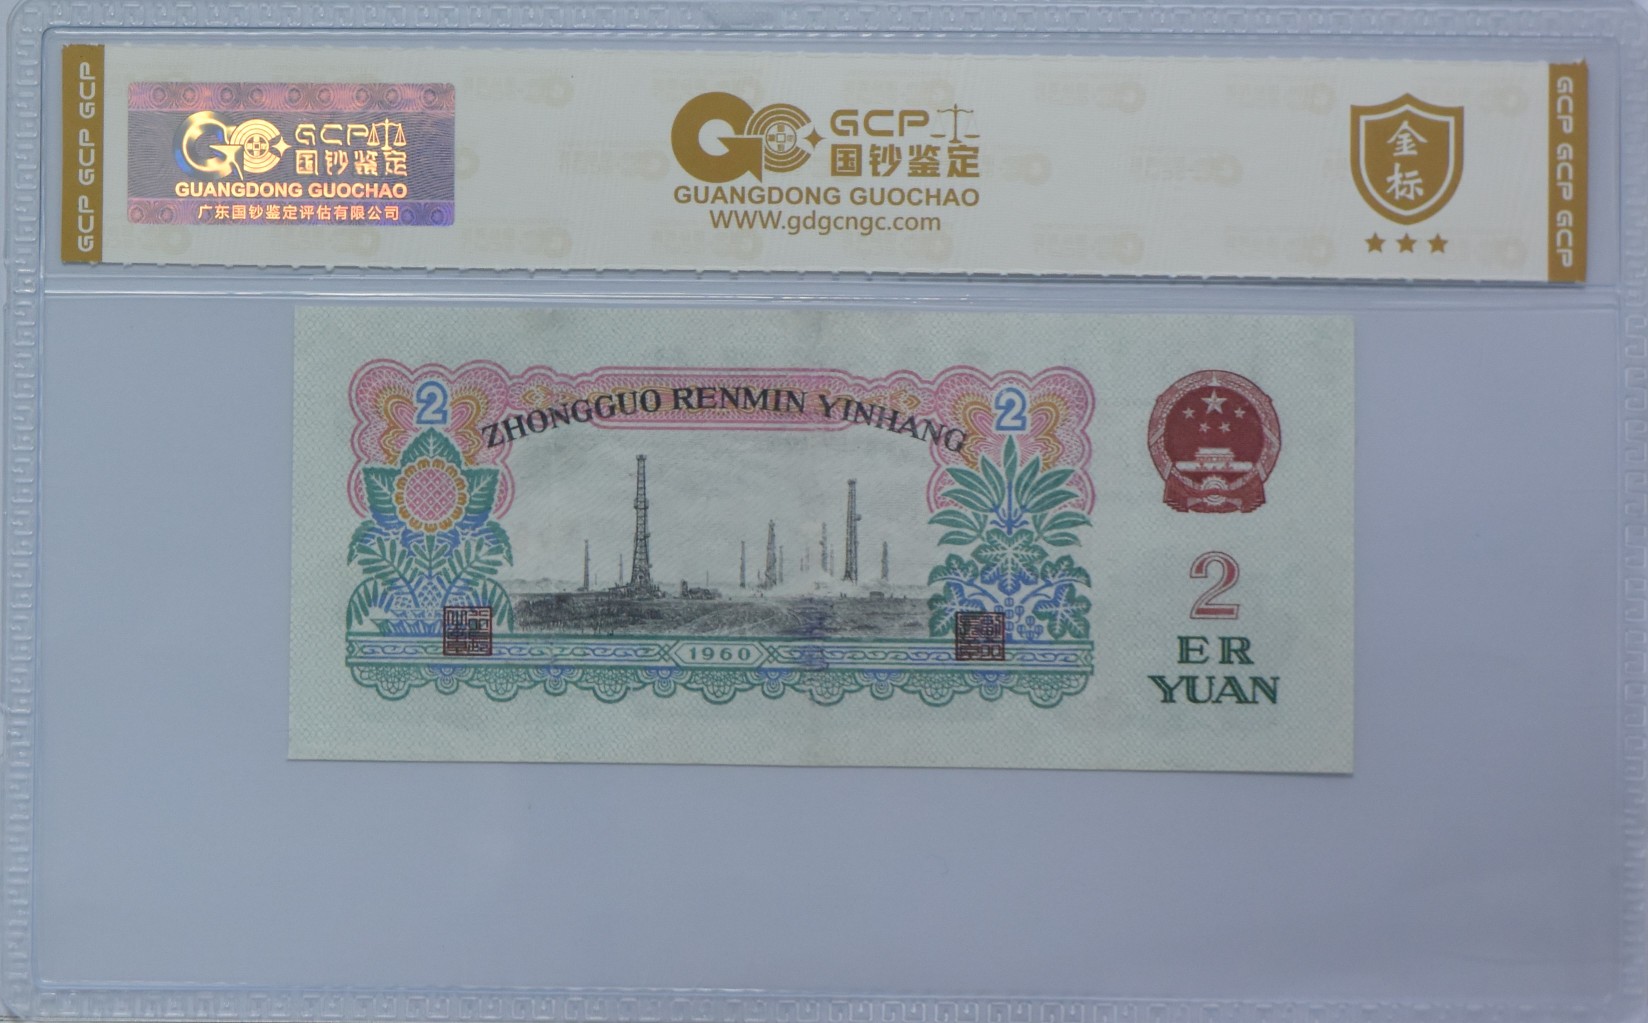 GCP GCP GCP
GCP
国钞鉴定
GUANGDONG GUOCHAO
广东国钞鉴定评估有限公司
GCP
国钞鉴定
GUANGDONG GUOCHAO
WWW.gdgcngc.com
金
标
GCP GCP GCP
2
ZHONGGUO RENMIN YINHANG
2
1960
2
ER
YUAN